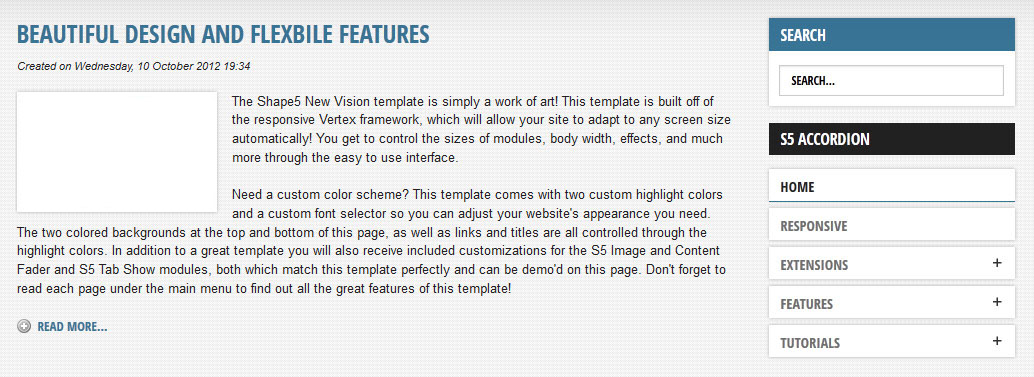 BEAUTIFUL DESIGN AND FLEXBILE FEATURES
Created on Wednesday, 10 October 2012 19:34
The Shape5 New Vision template is simply a work of art! This template is built off of
the responsive Vertex framework, which will allow your site to adapt to any screen size
automatically! You get to control the sizes of modules, body width, effects, and much
more through the easy to use interface.
Need a custom color scheme? This template comes with two custom highlight colors
and a custom font selector so you can adjust your website's appearance you need.
The two colored backgrounds at the top and bottom of this page, as well as links and titles are all controlled through the
highlight colors. In addition to a great template you will also receive included customizations for the S5 Image and Content
Fader and S5 Tab Show modules, both which match this template perfectly and can be demo'd on this page. Don't forget to
read each page under the main menu to find out all the great features of this template!
READ MORE...
SEARCH
SEARCH...
S5 ACCORDION
HOME
RESPONSIVE
EXTENSIONS +
FEATURES +
TUTORIALS +